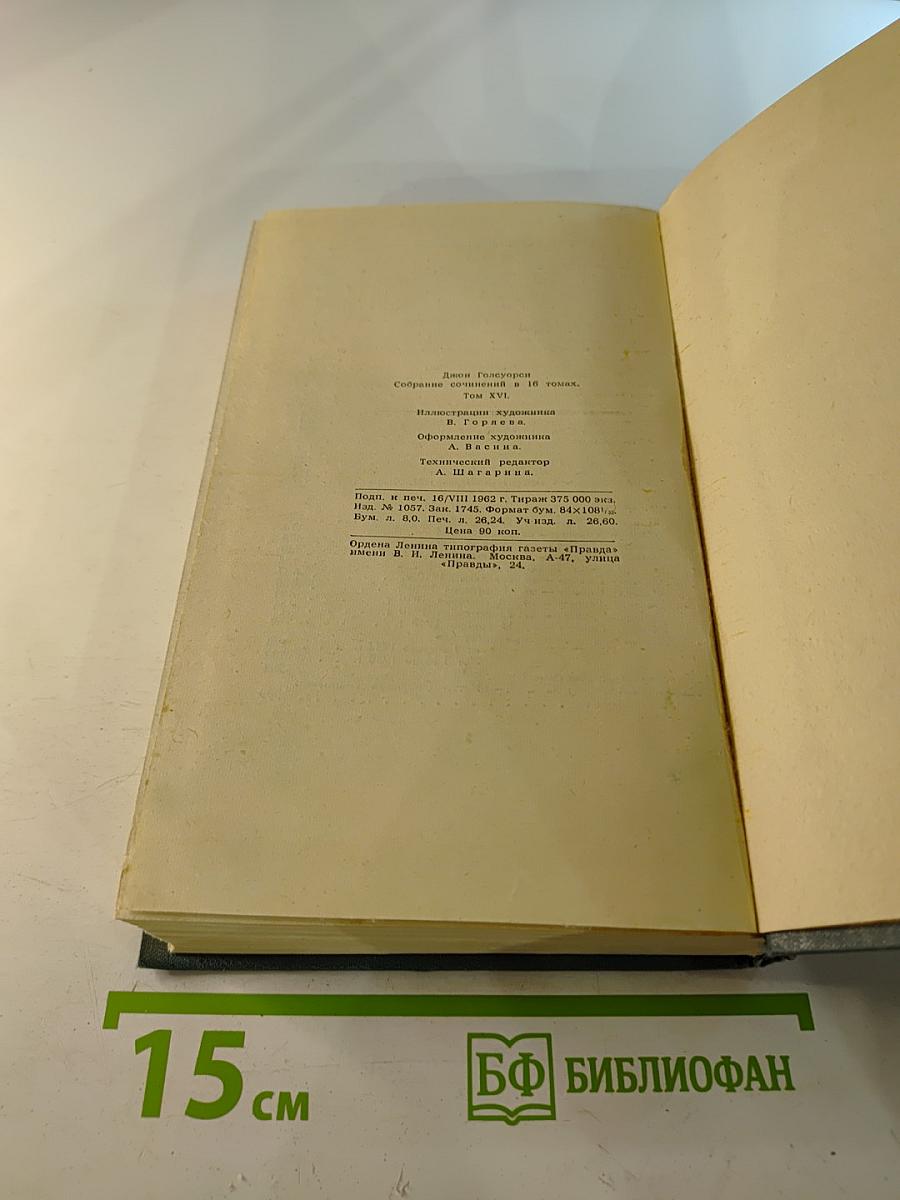 Джон Голсуорси
Собрание сочинений в 16 томах.
Том XVI.
Иллюстрации художника
В. Горяева.
Оформление художника
А. Васина.
Технический редактор
А. Шагарина.
Подп. к печ. 16/VIII 1962 г. Тираж 375 000 экз.
Изд. № 1057. Зак. 1745. Формат бум. 84×108¹/₃₂.
Бум. л. 8,0. Печ. л. 26,24. Уч-изд. л. 26,60.
Цена 90 коп.
Ордена Ленина типография газеты «Правда»
имени В. И. Ленина. Москва, А-47, улица
«Правды», 24.
15 см
БФ БИБЛИОФАН